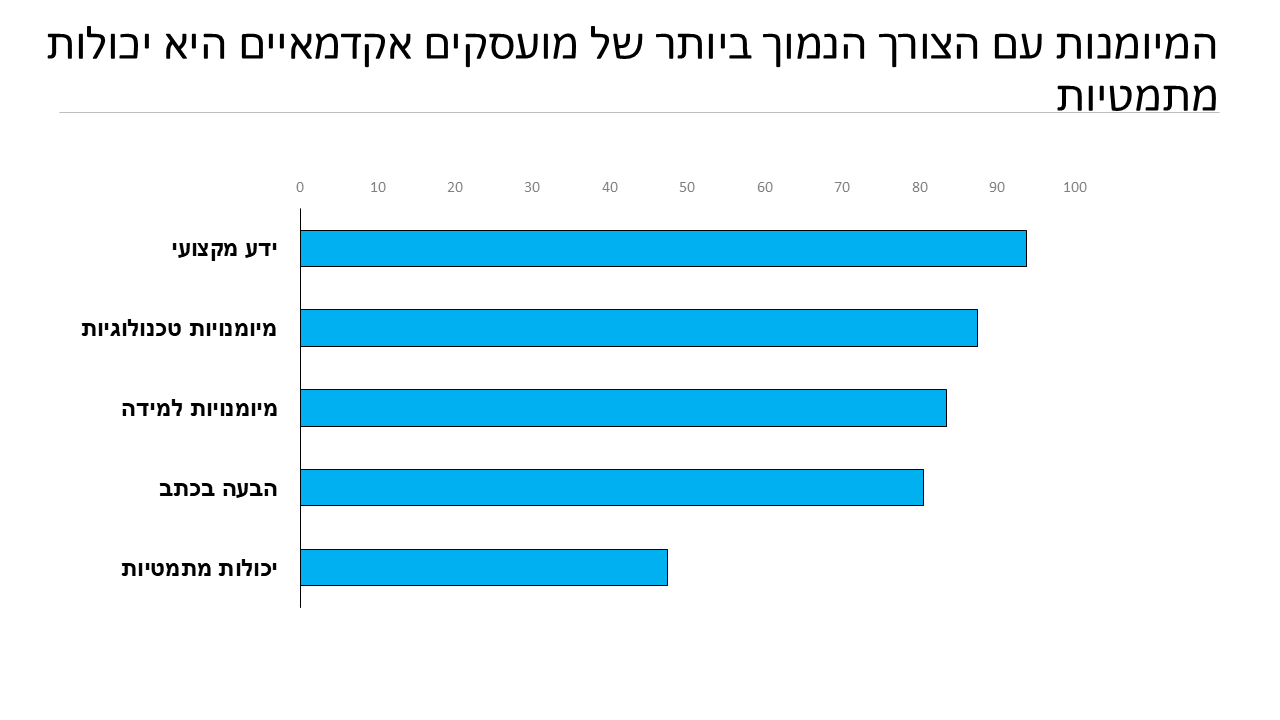 המיומנות עם הצורך הנמוך ביותר של מועסקים אקדמאיים היא יכולות
מתמטיות
0 10 20 30 40 50 60 70 80 90 100
ידע מקצועי
מיומנויות טכנולוגיות
מיומנויות למידה
הבעה בכתב
יכולות מתמטיות